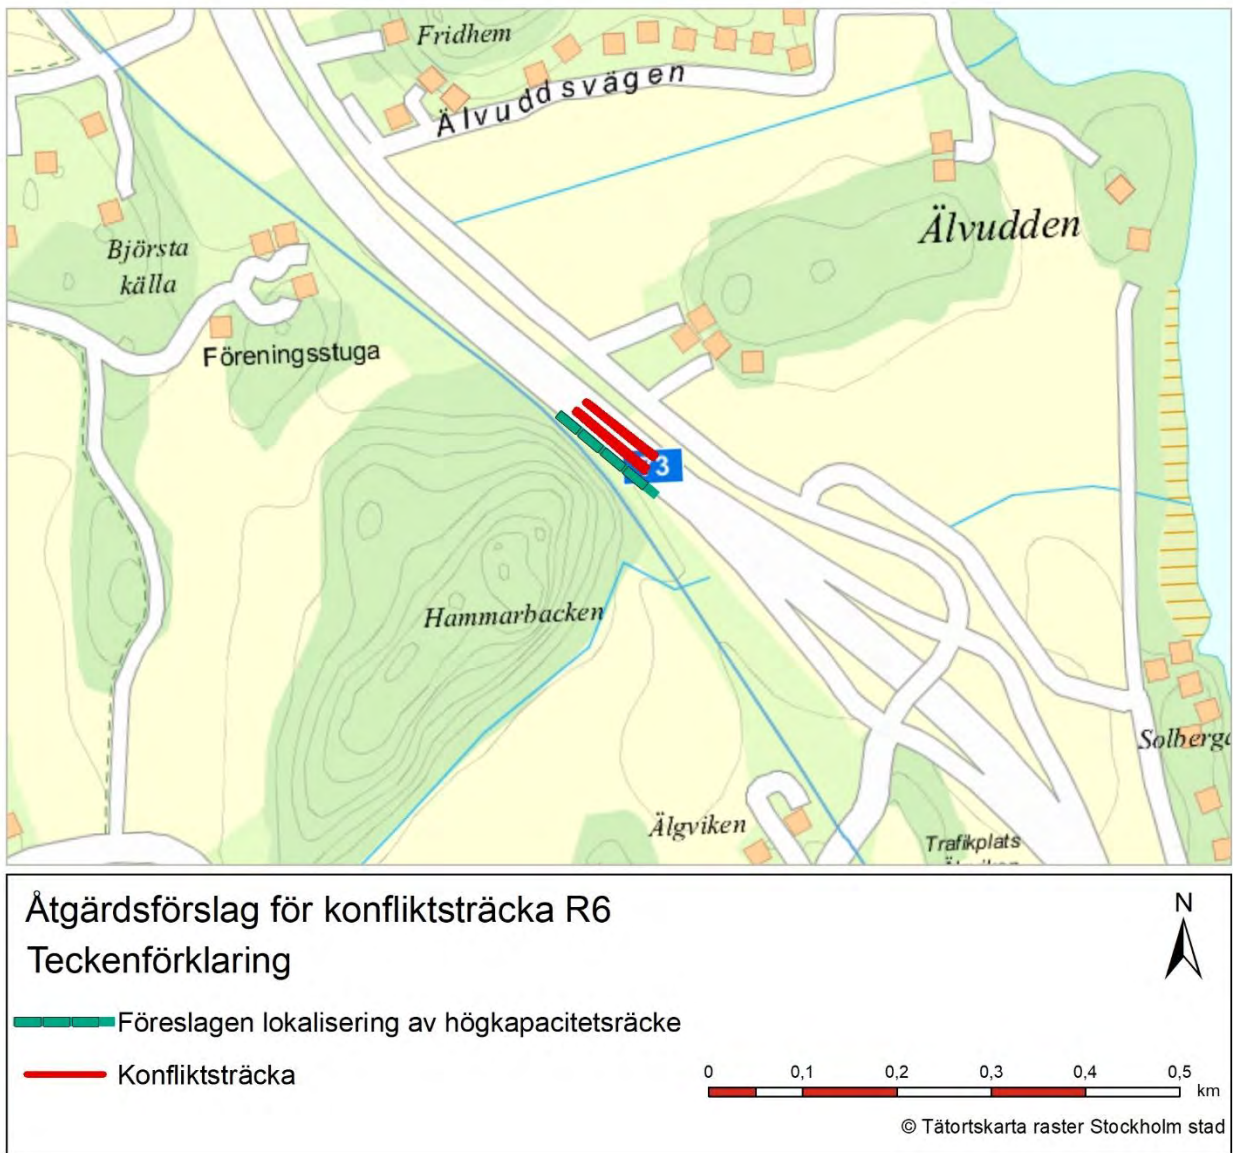 Fridhem
Älvuddsvägen
Älvudden
Björsta
källa
Föreningsstuga
3
Hammarbacken
Solberga
Älgviken
Trafikplats
Åtgärdsförslag för konfliktsträcka R6
Teckenförklaring
N
Föreslagen lokalisering av högkapacitetsräcke
Konfliktsträcka
0 0,1 0,2 0,3 0,4 0,5
km
© Tätortskarta raster Stockholm stad